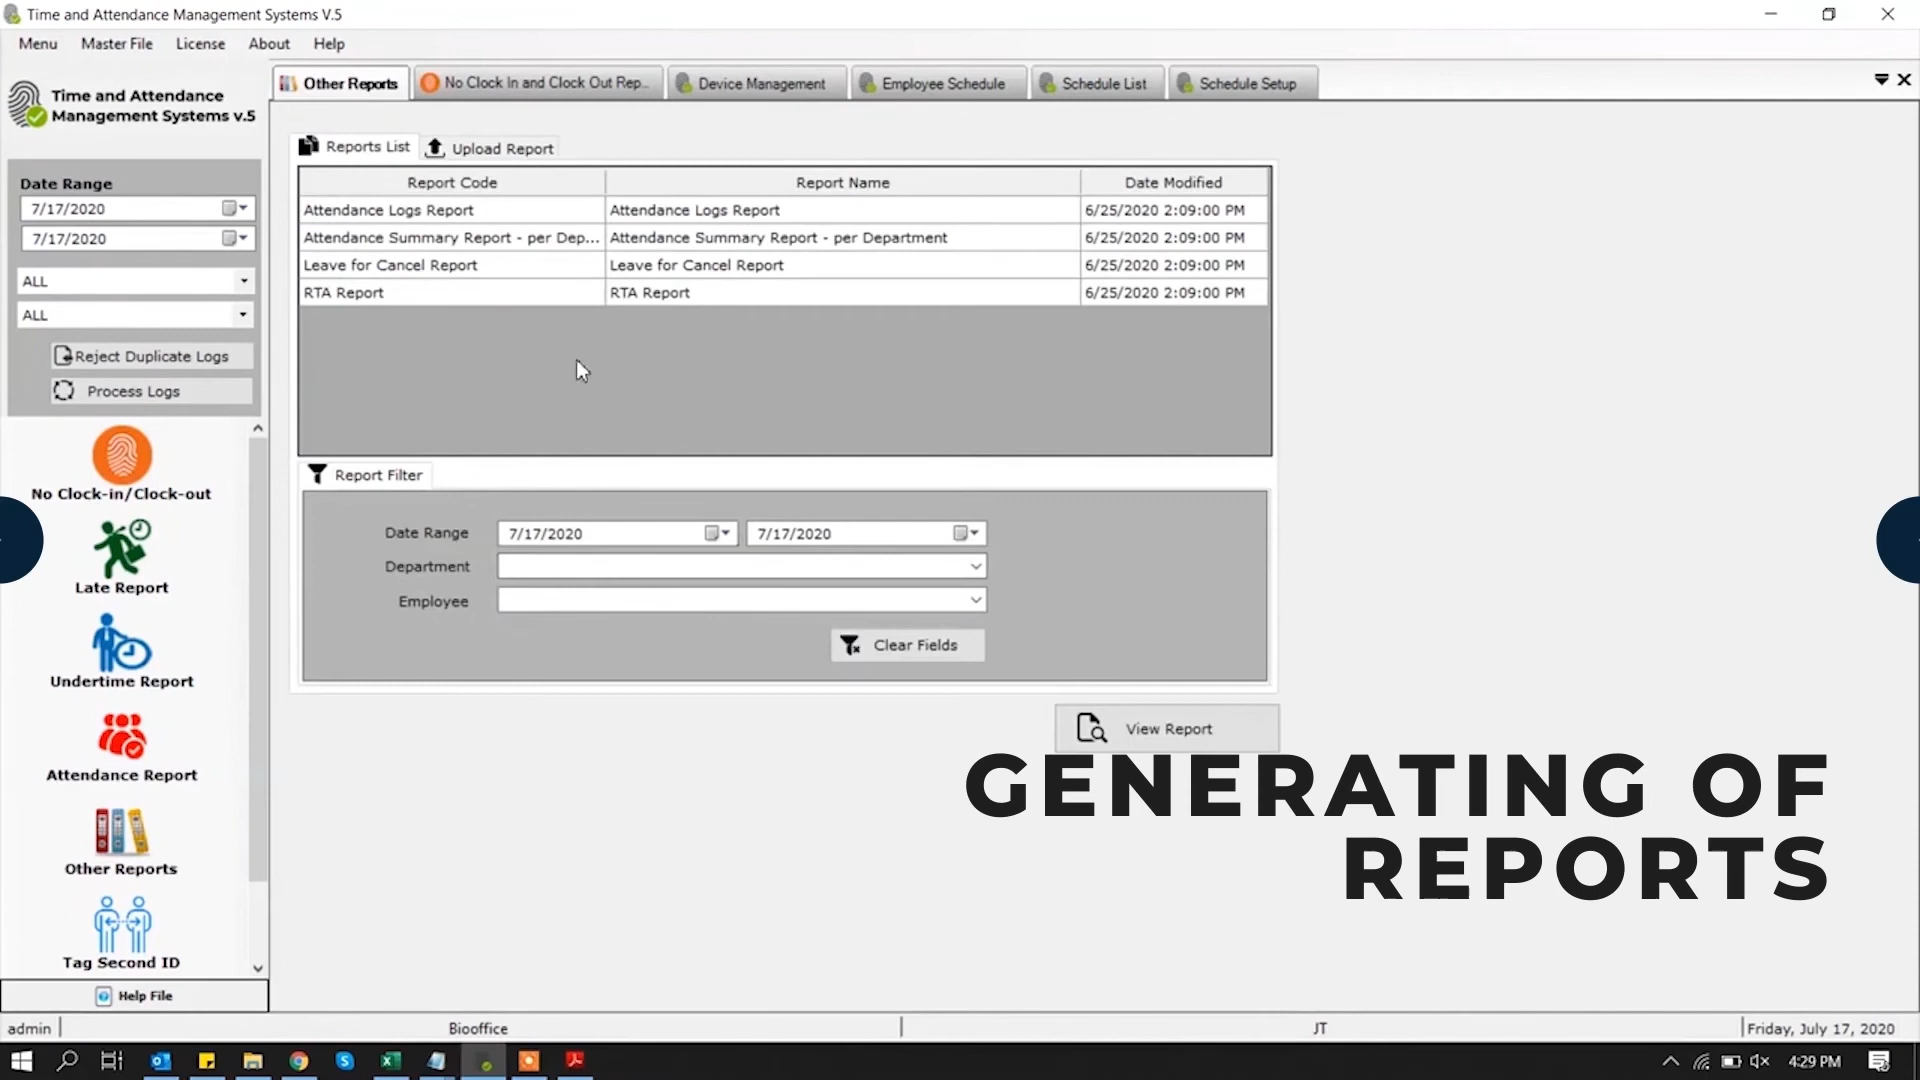 Time and Attendance Management Systems V.5
Menu Master File License About Help
Time and Attendance
Management Systems v.5
Other Reports
No Clock In and Clock Out Rep...
Device Management
Employee Schedule
Schedule List
Schedule Setup
Date Range
7/17/2020
7/17/2020
ALL
ALL
Reject Duplicate Logs
Process Logs
No Clock-in/Clock-out
Late Report
Undertime Report
Attendance Report
Other Reports
Tag Second ID
Help File
Reports List
Upload Report
Report Code Report Name Date Modified
Attendance Logs Report Attendance Logs Report 6/25/2020 2:09:00 PM
Attendance Summary Report - per Dep... Attendance Summary Report - per Department 6/25/2020 2:09:00 PM
Leave for Cancel Report Leave for Cancel Report 6/25/2020 2:09:00 PM
RTA Report RTA Report 6/25/2020 2:09:00 PM
Report Filter
Date Range 7/17/2020 7/17/2020
Department
Employee
Clear Fields
View Report
GENERATING OF
REPORTS
admin Biooffice JT Friday, July 17, 2020
4:29 PM